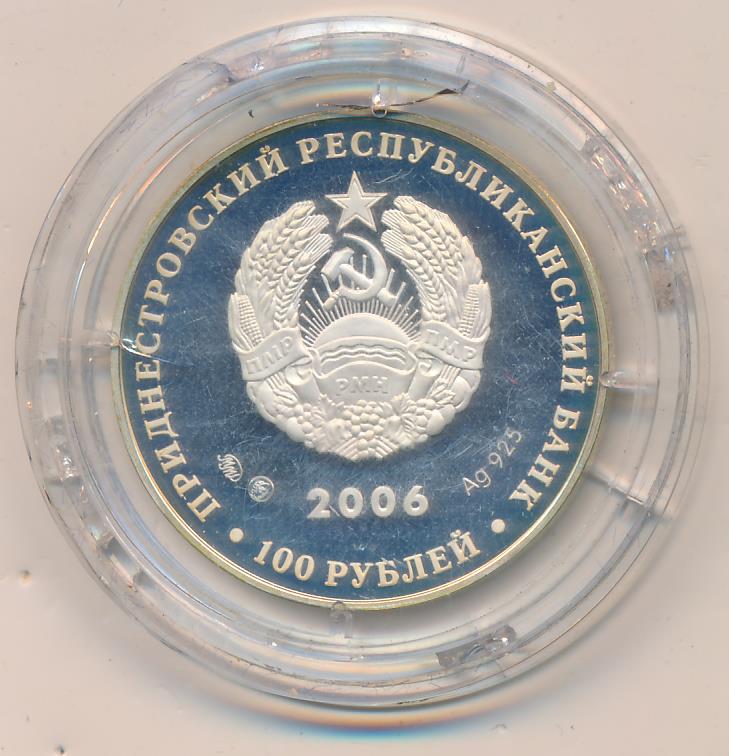 ПРИДНЕСТРОВСКИЙ РЕСПУБЛИКАНСКИЙ БАНК
ПМР ПМР
РМН
Ag 925
2006
• 100 РУБЛЕЙ •